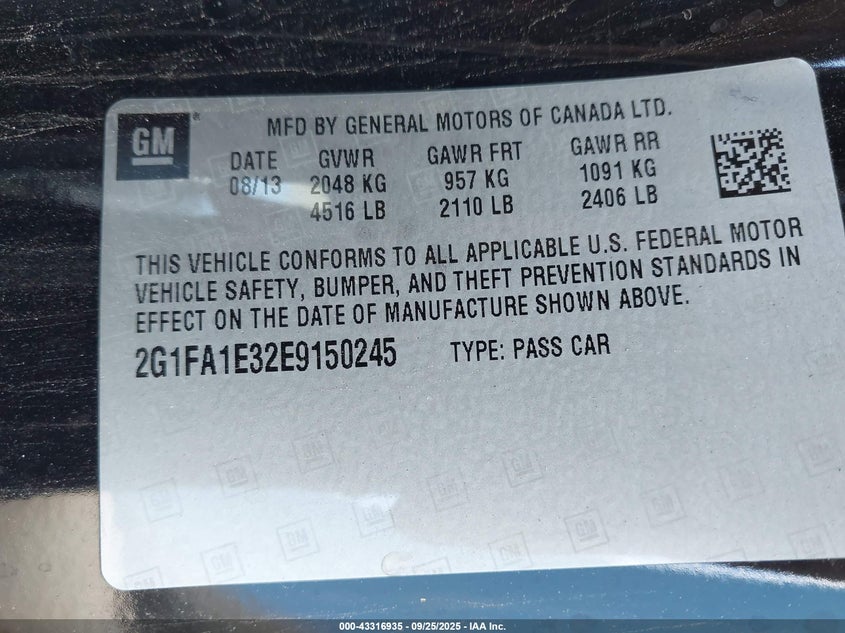 GM®
MFD BY GENERAL MOTORS OF CANADA LTD.
DATE GVWR GAWR FRT GAWR RR
08/13 2048 KG 957 KG 1091 KG
4516 LB 2110 LB 2406 LB
THIS VEHICLE CONFORMS TO ALL APPLICABLE U.S. FEDERAL MOTOR
VEHICLE SAFETY, BUMPER, AND THEFT PREVENTION STANDARDS IN
EFFECT ON THE DATE OF MANUFACTURE SHOWN ABOVE.
2G1FA1E32E9150245 TYPE: PASS CAR
000-43316935 - 09/25/2025 - IAA Inc.